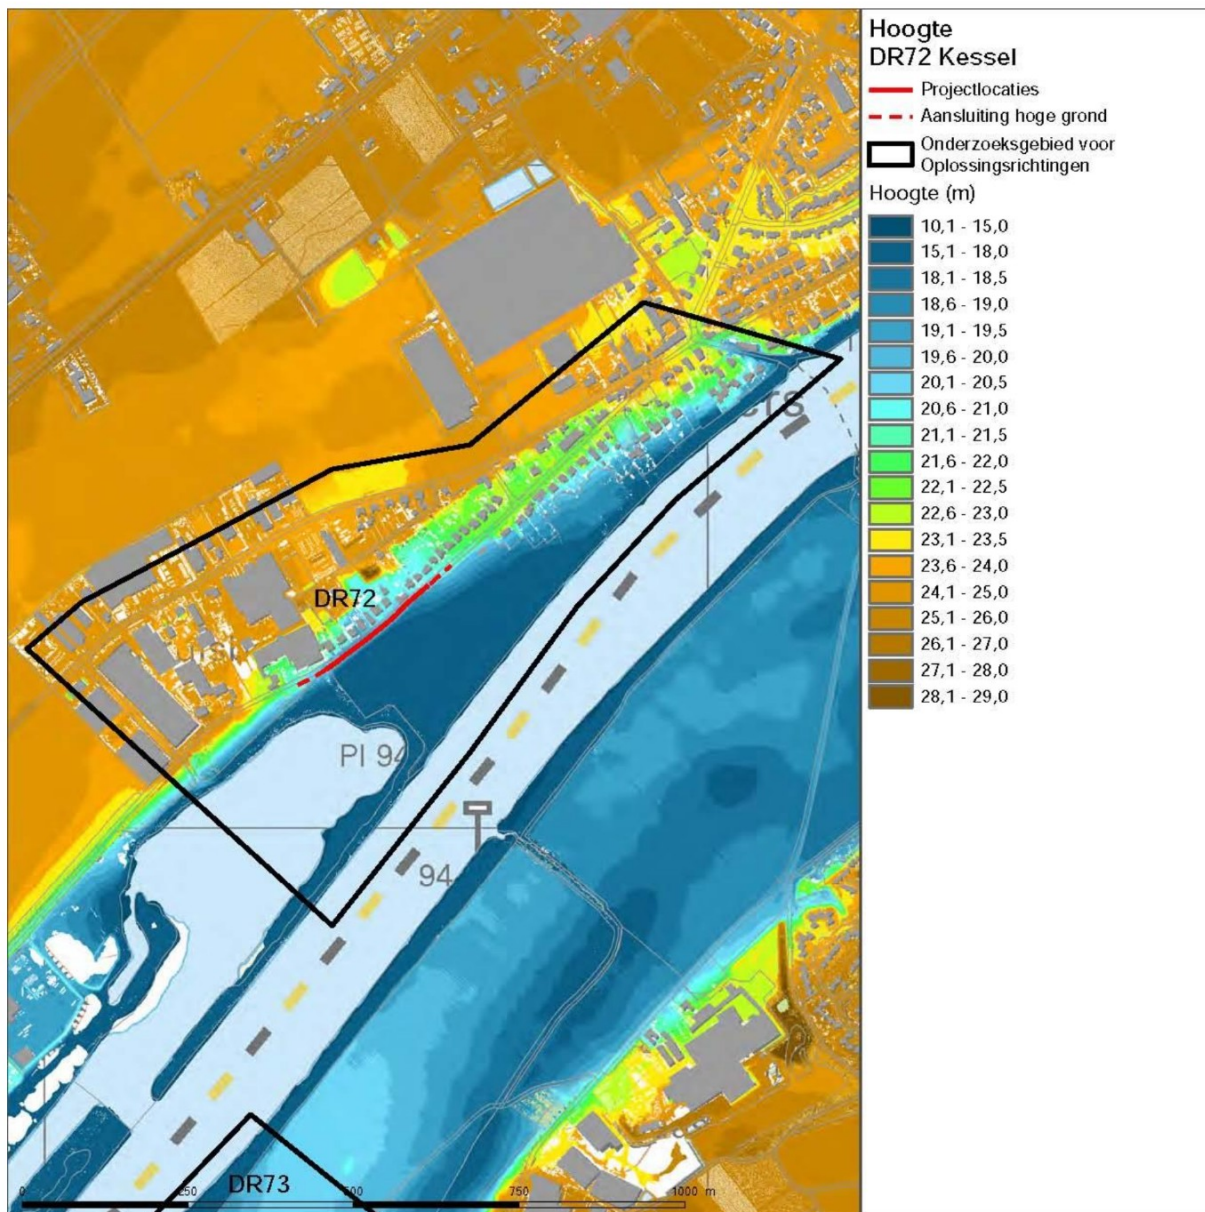 Hoogte
DR72 Kessel
Projectlocaties
Aansluiting hoge grond
Onderzoeksgebied voor
Oplossingsrichtingen
Hoogte (m)
10,1 - 15,0
15,1 - 18,0
18,1 - 18,5
18,6 - 19,0
19,1 - 19,5
19,6 - 20,0
20,1 - 20,5
20,6 - 21,0
21,1 - 21,5
21,6 - 22,0
22,1 - 22,5
22,6 - 23,0
23,1 - 23,5
23,6 - 24,0
24,1 - 25,0
25,1 - 26,0
26,1 - 27,0
27,1 - 28,0
28,1 - 29,0
DR72
Pl 94
94
DR73
0 250 500 750 1000 m